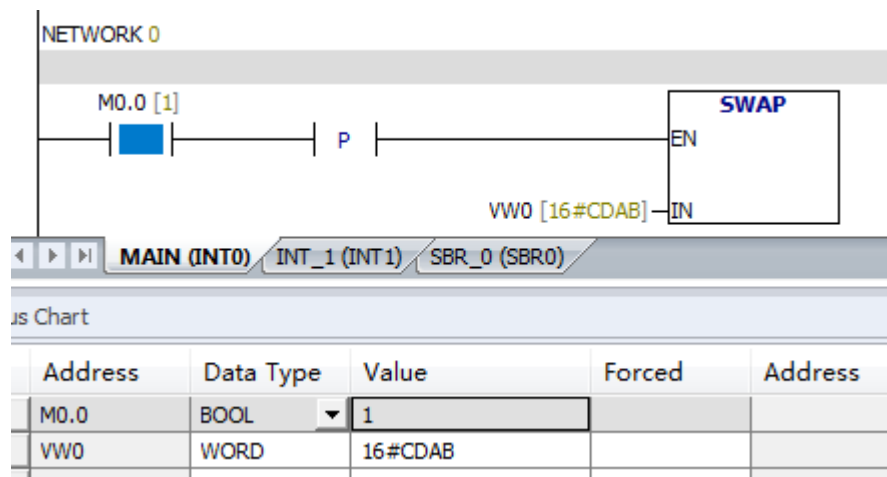 NETWORK 0
M0.0 [1]
SWAP
P
EN
VW0 [16#CDAB]
IN
MAIN (INT0) INT_1 (INT1) SBR_0 (SBR0)
us Chart
Address Data Type Value Forced Address
M0.0 BOOL 1
VW0 WORD 16#CDAB